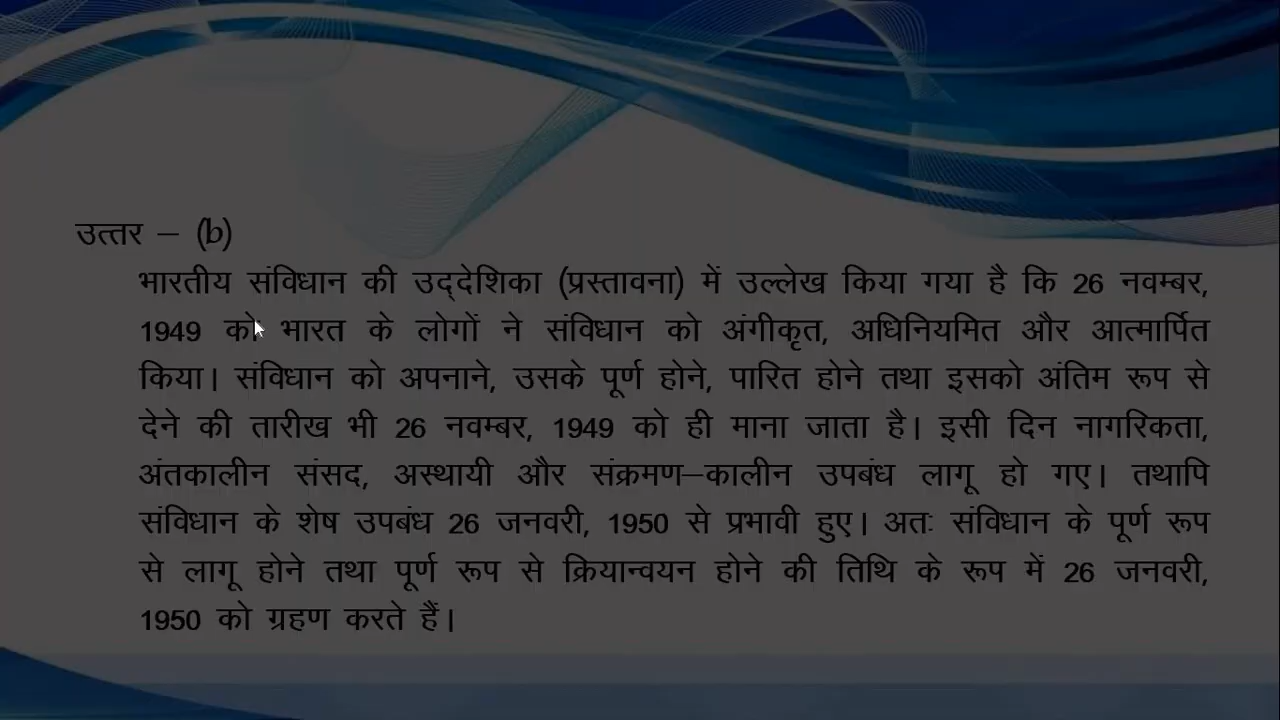 उत्तर – (b)
भारतीय संविधान की उद्देशिका (प्रस्तावना) में उल्लेख किया गया है कि 26 नवम्बर,
1949 को भारत के लोगों ने संविधान को अंगीकृत, अधिनियमित और आत्मार्पित
किया। संविधान को अपनाने, उसके पूर्ण होने, पारित होने तथा इसको अंतिम रूप से
देने की तारीख भी 26 नवम्बर, 1949 को ही माना जाता है। इसी दिन नागरिकता,
अंतकालीन संसद, अस्थायी और संक्रमण–कालीन उपबंध लागू हो गए। तथापि
संविधान के शेष उपबंध 26 जनवरी, 1950 से प्रभावी हुए। अतः संविधान के पूर्ण रूप
से लागू होने तथा पूर्ण रूप से क्रियान्वयन होने की तिथि के रूप में 26 जनवरी,
1950 को ग्रहण करते हैं।